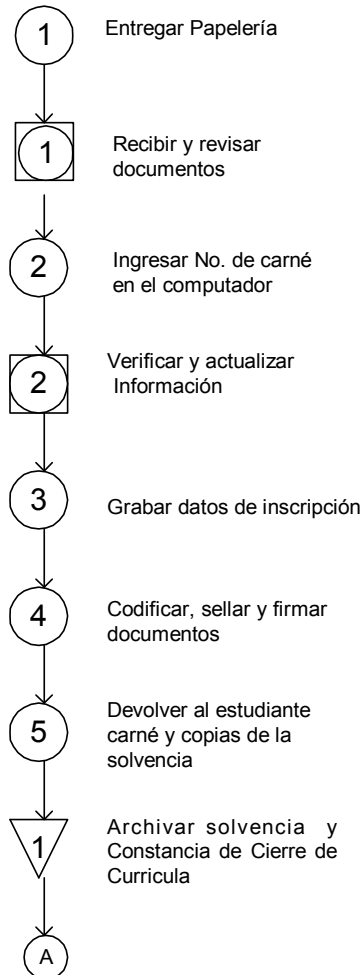 1 Entregar Papelería
1 Recibir y revisar
documentos
2 Ingresar No. de carné
en el computador
2 Verificar y actualizar
Información
3 Grabar datos de inscripción
4 Codificar, sellar y firmar
documentos
5 Devolver al estudiante
carné y copias de la
solvencia
1 Archivar solvencia y
Constancia de Cierre de
Curricula
A